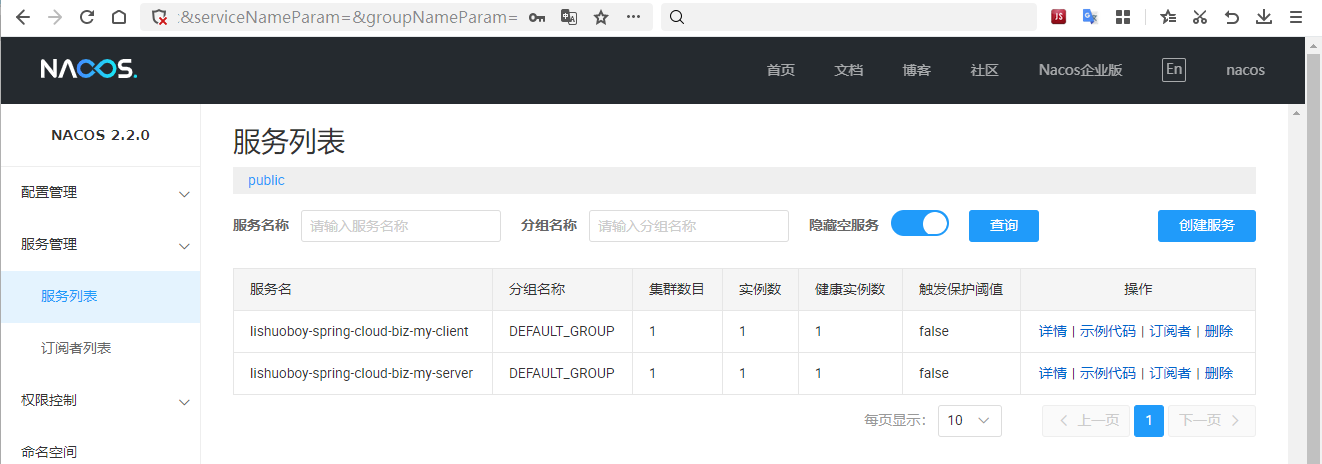 :&serviceNameParam=&groupNameParam=
JS
NACOS.
首页 文档 博客 社区 Nacos企业版 En nacos
NACOS 2.2.0
配置管理
服务管理
服务列表
订阅者列表
权限控制
命名空间
服务列表
public
服务名称 请输入服务名称 分组名称 请输入分组名称 隐藏空服务 查询 创建服务
服务名 分组名称 集群数目 实例数 健康实例数 触发保护阈值 操作
lishuoboy-spring-cloud-biz-my-client DEFAULT_GROUP 1 1 1 false 详情 | 示例代码 | 订阅者 | 删除
lishuoboy-spring-cloud-biz-my-server DEFAULT_GROUP 1 1 1 false 详情 | 示例代码 | 订阅者 | 删除
每页显示: 10 上一页 1 下一页